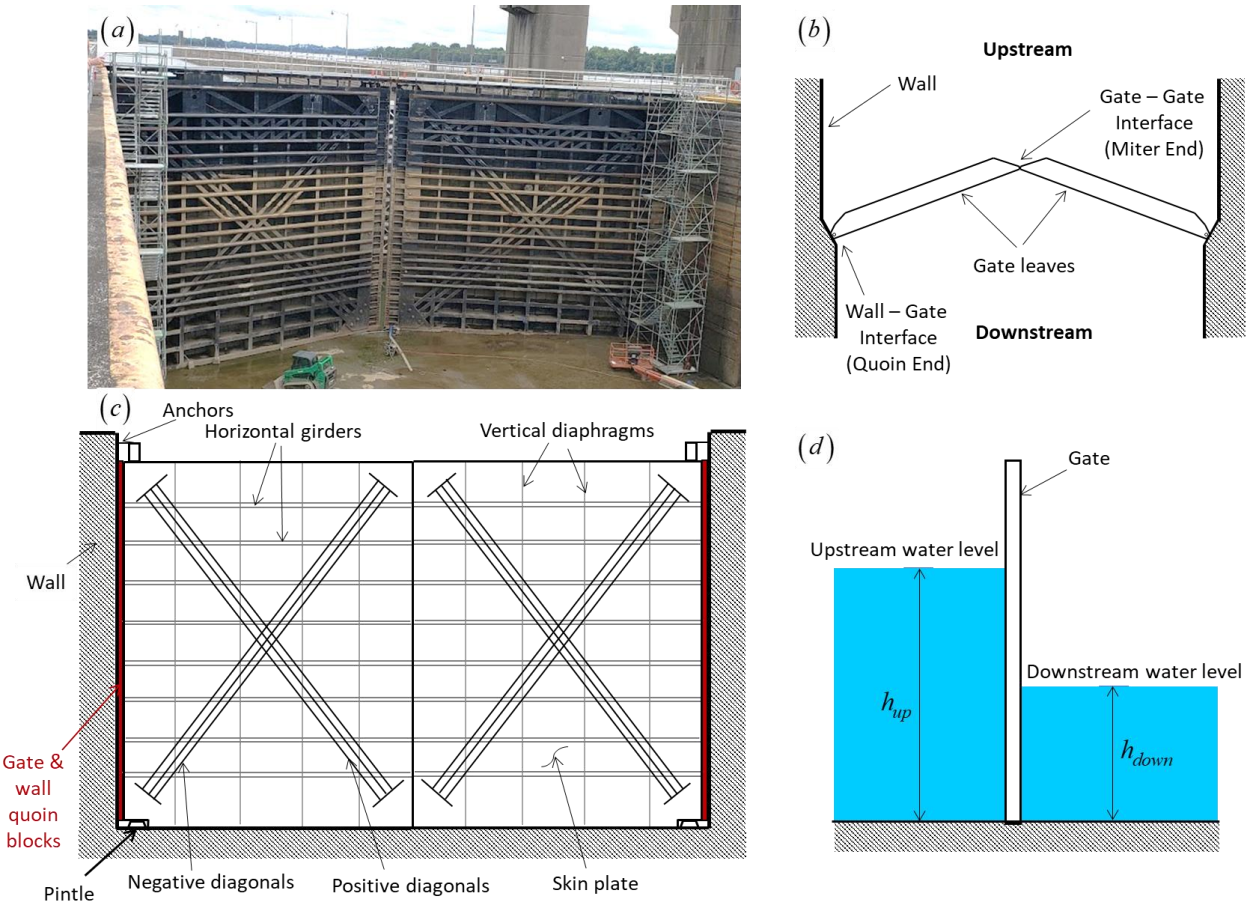 (a)
(b)
Upstream
Wall
Gate – Gate
Interface
(Miter End)
Gate leaves
Wall – Gate
Interface
(Quoin End)
Downstream
(c)
Anchors
Horizontal girders
Vertical diaphragms
Wall
Gate &
wall
quoin
blocks
Pintle
Negative diagonals
Positive diagonals
Skin plate
(d)
Gate
Upstream water level
Downstream water level
hup
hdown